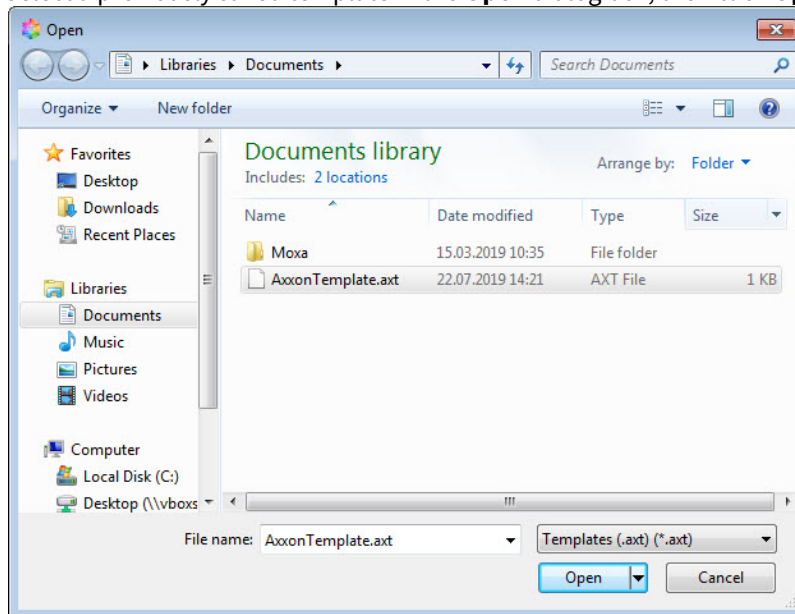 Open
Libraries Documents
Search Documents
Organize New folder
Favorites
Desktop
Downloads
Recent Places
Libraries
Documents
Music
Pictures
Videos
Computer
Local Disk (C:)
Desktop (\\vboxs
Documents library
Includes: 2 locations
Arrange by: Folder
Name Date modified Type Size
Moxa 15.03.2019 10:35 File folder
AxxonTemplate.axt 22.07.2019 14:21 AXT File 1 KB
File name: AxxonTemplate.axt Templates (.axt) (*.axt)
Open Cancel